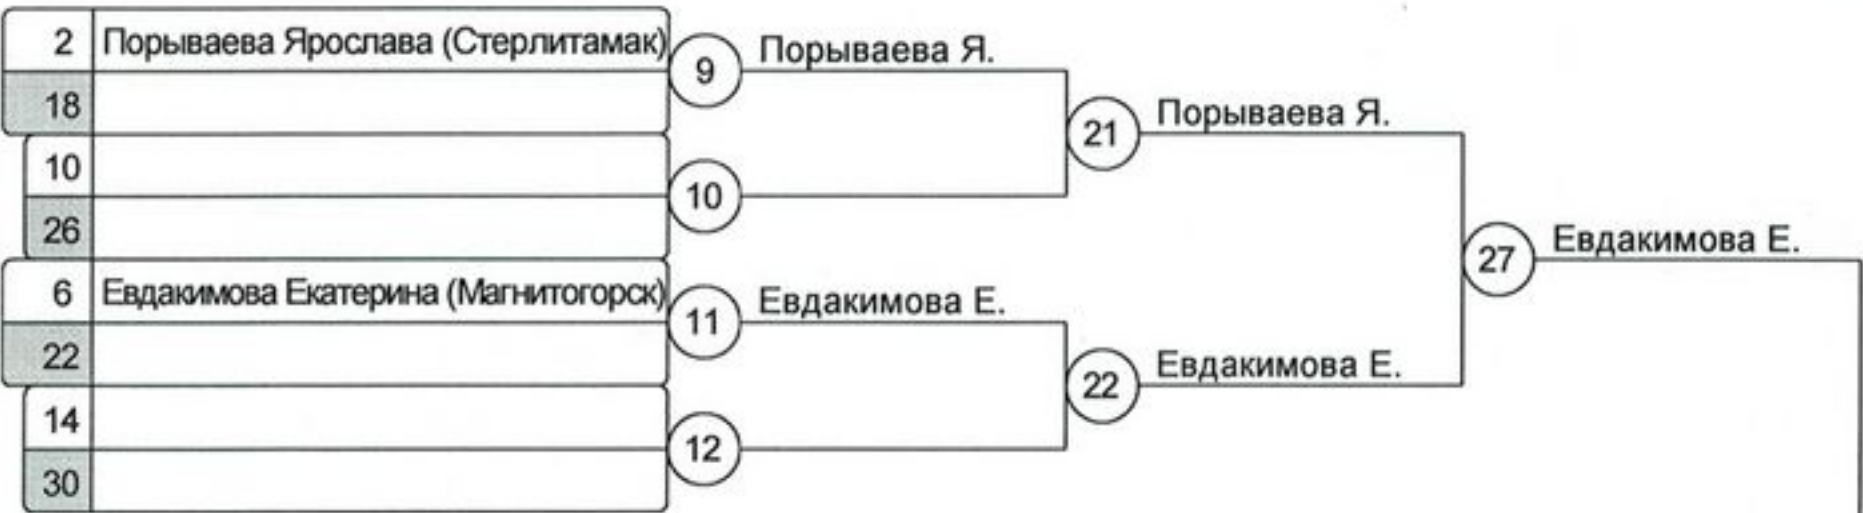 2 Порываева Ярослава (Стерлитамак)
18
10
26
6 Евдакимова Екатерина (Магнитогорск)
22
14
30
9 Порываева Я.
10
11 Евдакимова Е.
12
21 Порываева Я.
22 Евдакимова Е.
27 Евдакимова Е.